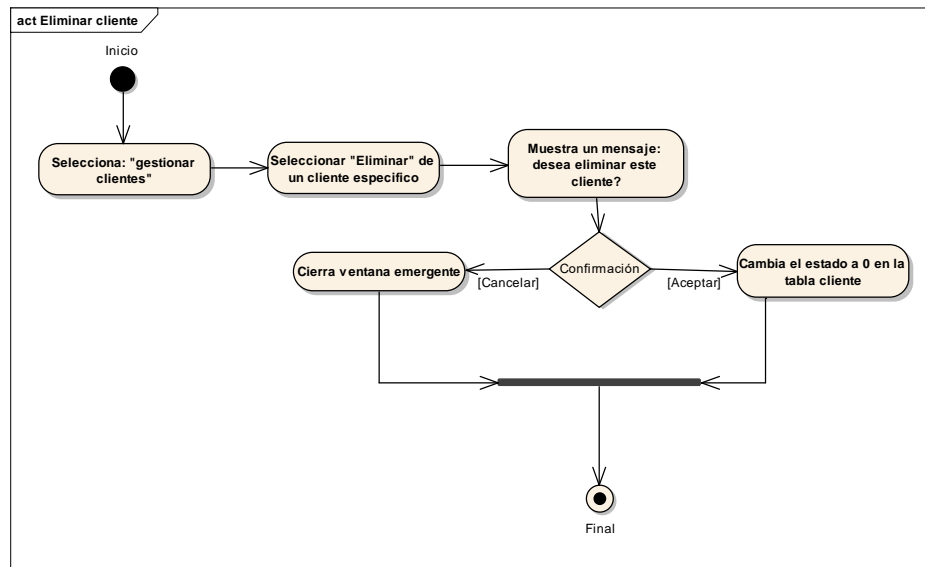 act Eliminar cliente
Inicio
Selecciona: "gestionar
clientes"
Seleccionar "Eliminar" de
un cliente especifico
Muestra un mensaje:
desea eliminar este
cliente?
Cierra ventana emergente
[Cancelar]
Confirmación
[Aceptar]
Cambia el estado a 0 en la
tabla cliente
Final